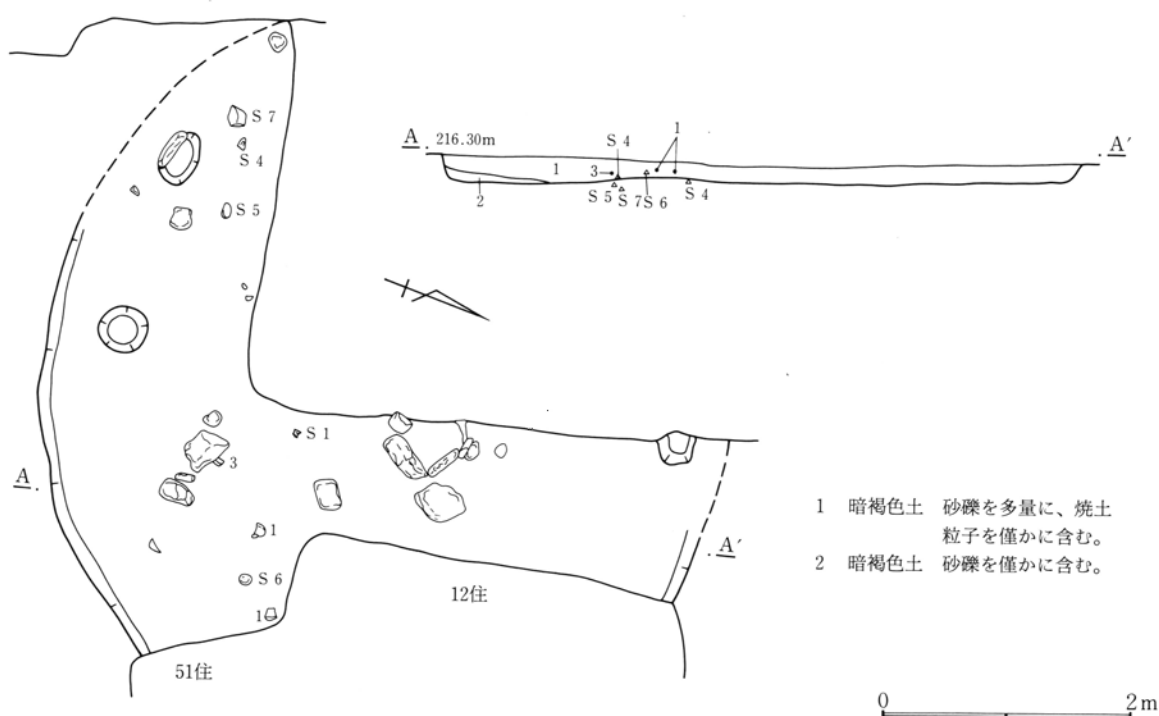 S 7
S 4
S 5
A
216.30m
S 4
1
A′
1
3
S 5
S 7
S 6
S 4
2
S 1
3
A
1
S 6
1
A′
12住
51住
1 暗褐色土 砂礫を多量に、焼土
粒子を僅かに含む。
2 暗褐色土 砂礫を僅かに含む。
0
2m